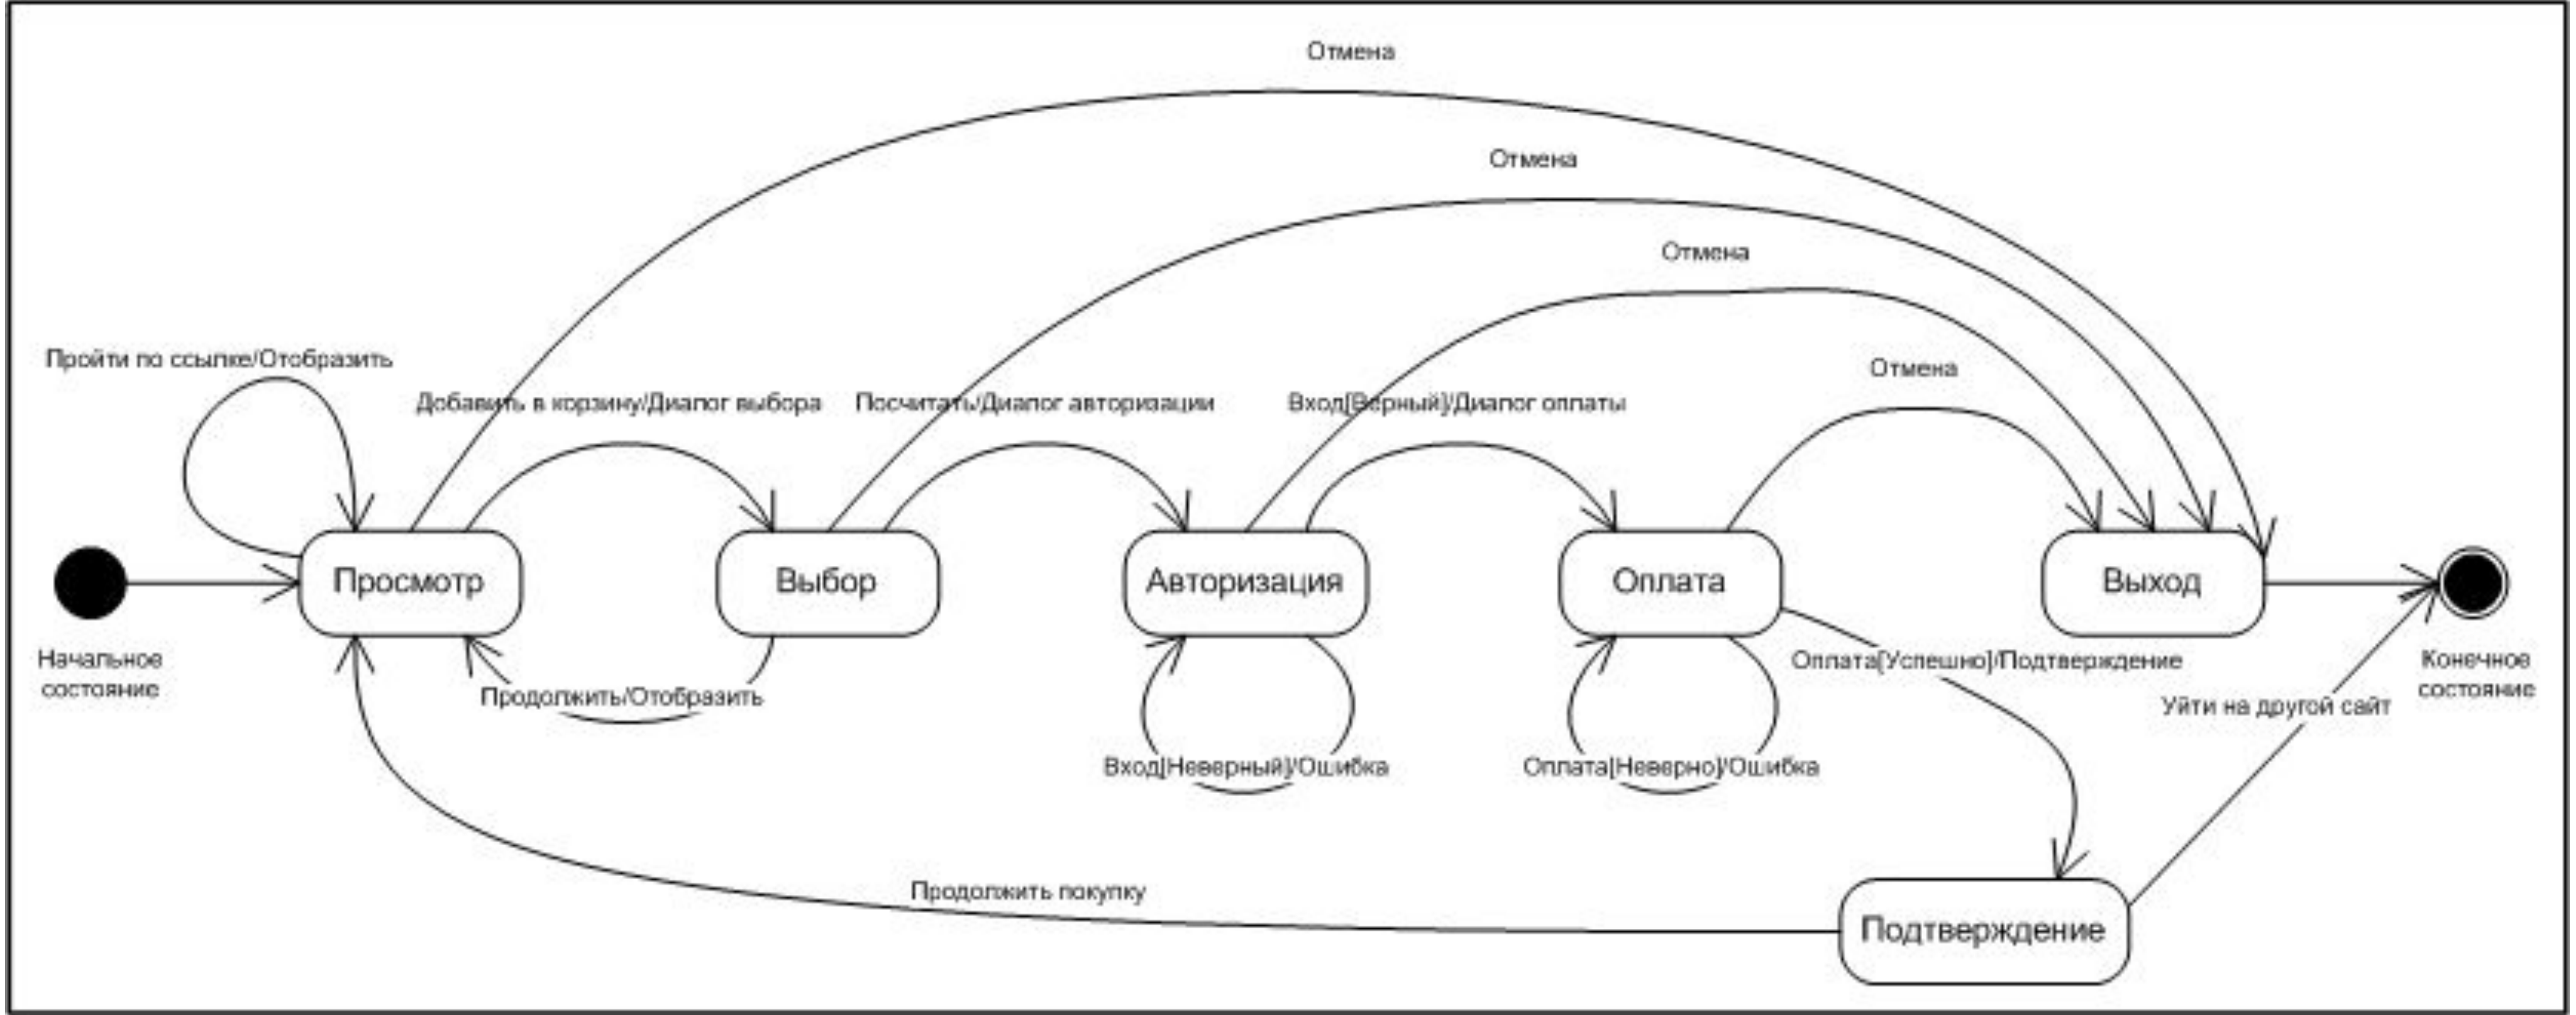 Отмена
Отмена
Отмена
Пройти по ссылке/Отобразить
Отмена
Добавить в корзину/Диалог выбора
Посчитать/Диалог авторизации
Вход[Верный]/Диалог оплаты
Просмотр
Выбор
Авторизация
Оплата
Выход
Начальное
состояние
Оплата[Успешно]/Подтверждение
Конечное
состояние
Продолжить/Отобразить
Уйти на другой сайт
Вход[Неверный]/Ошибка
Оплата[Неверно]/Ошибка
Продолжить покупку
Подтверждение